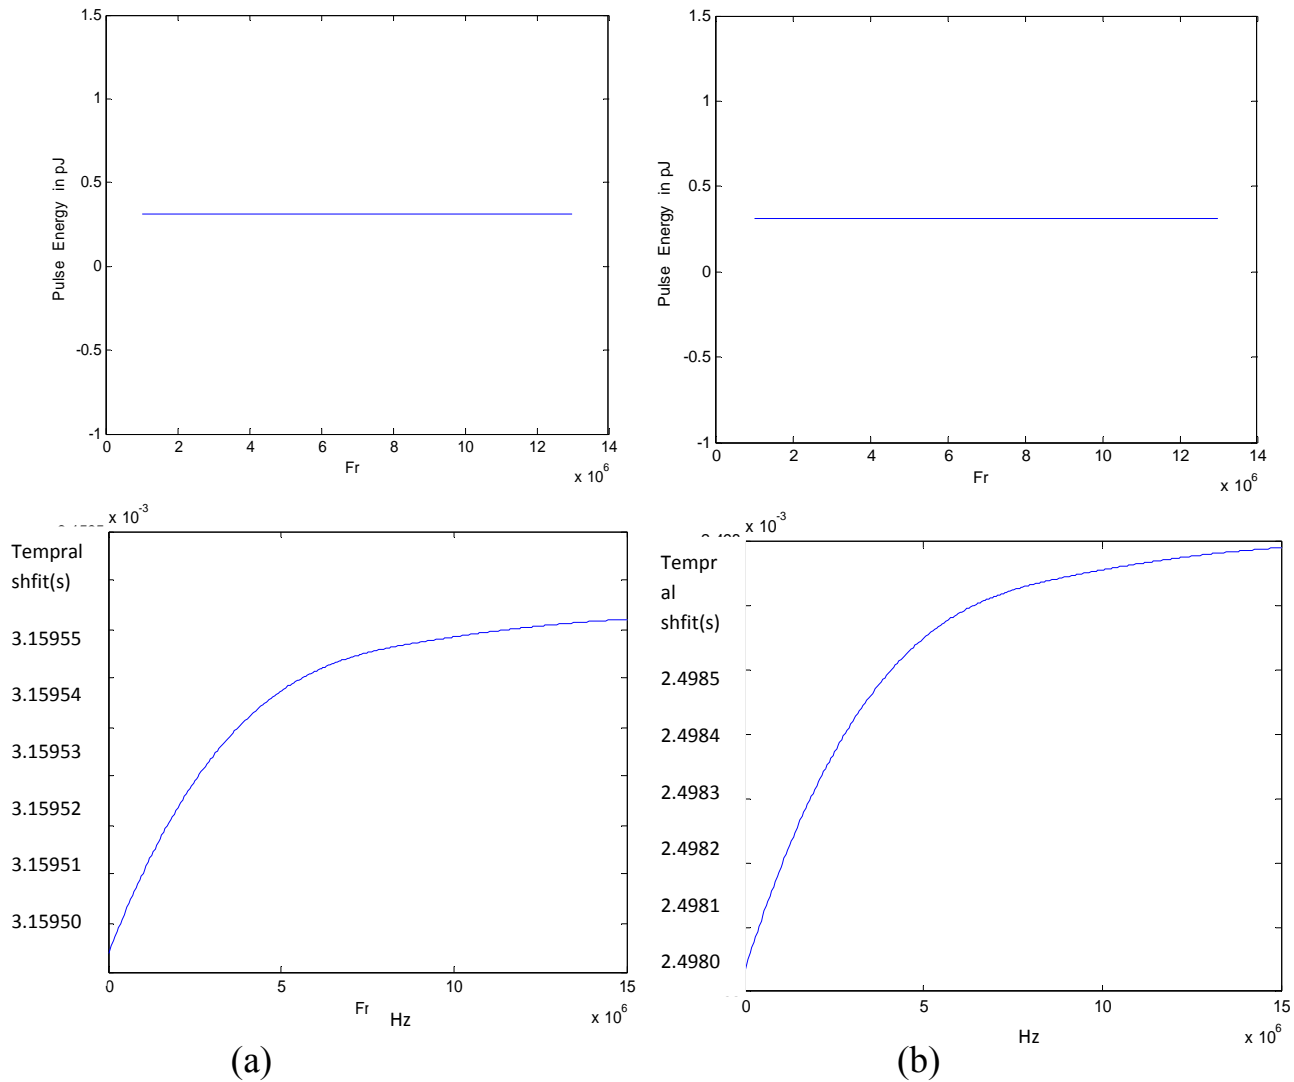 1.5
1
0.5
0
-0.5
-1
Pulse Energy in pJ
0 2 4 6 8 10 12 14
Fr
x 10^6
1.5
1
0.5
0
-0.5
-1
Pulse Energy in pJ
0 2 4 6 8 10 12 14
Fr
x 10^6
x 10^-3
Tempral
shfit(s)
3.15955
3.15954
3.15953
3.15952
3.15951
3.15950
0 5 10 15
Fr
Hz
x 10^6
(a)
x 10^-3
Tempr
al
shfit(s)
2.4985
2.4984
2.4983
2.4982
2.4981
2.4980
0 5 10 15
Hz
x 10^6
(b)